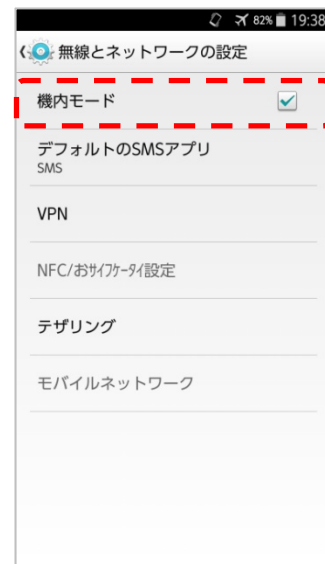 82% 19:38
無線とネットワークの設定
機内モード
デフォルトのSMSアプリ
SMS
VPN
NFC/おサイフケータイ設定
テザリング
モバイルネットワーク